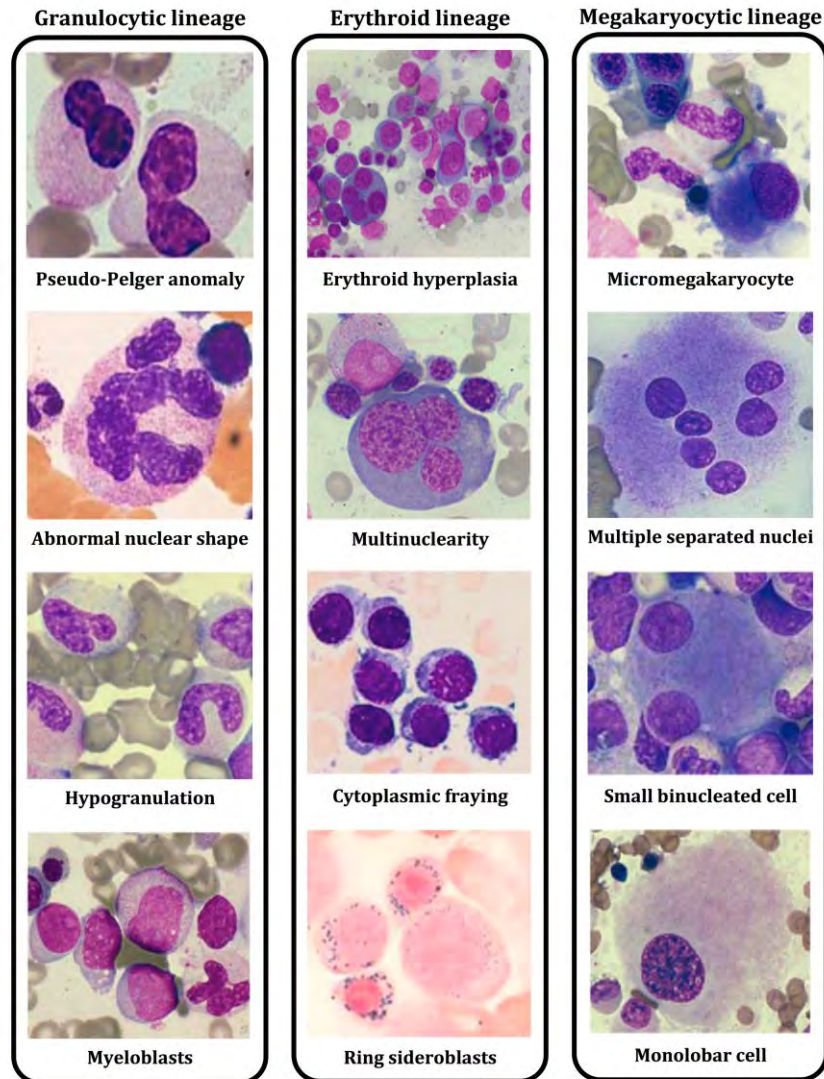 Granulocytic lineage
Erythroid lineage
Megakaryocytic lineage
Pseudo-Pelger anomaly
Erythroid hyperplasia
Micromegakaryocyte
Abnormal nuclear shape
Multinuclearity
Multiple separated nuclei
Hypogranulation
Cytoplasmic fraying
Small binucleated cell
Myeloblasts
Ring sideroblasts
Monolobar cell